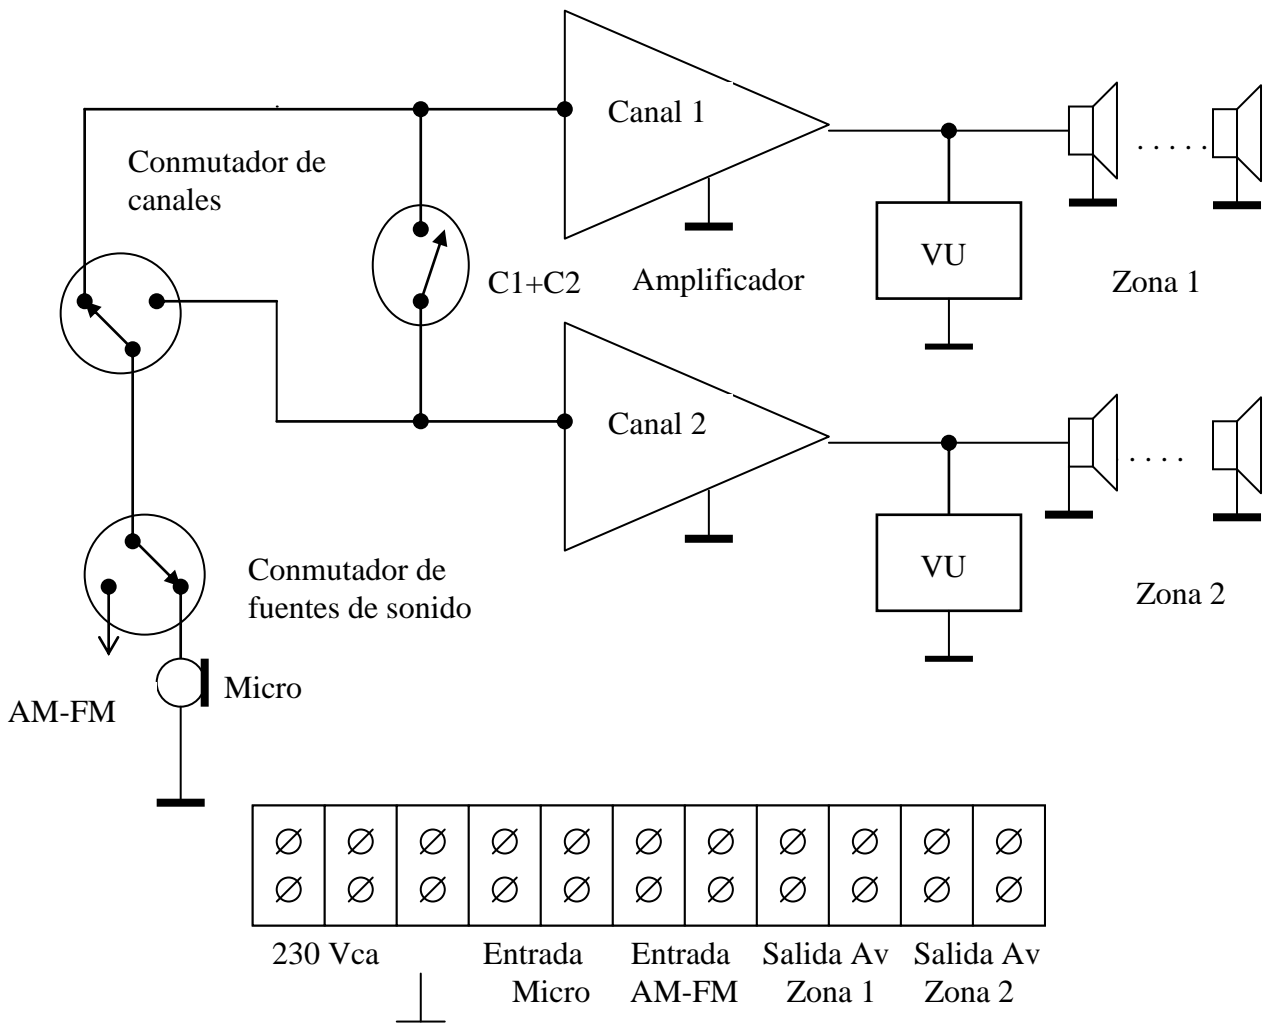 Canal 1
Conmutador de
canales
C1+C2
Amplificador
VU
Zona 1
Canal 2
VU
Zona 2
Conmutador de
fuentes de sonido
Micro
AM-FM
230 Vca
Entrada
Micro
Entrada
AM-FM
Salida Av
Zona 1
Salida Av
Zona 2